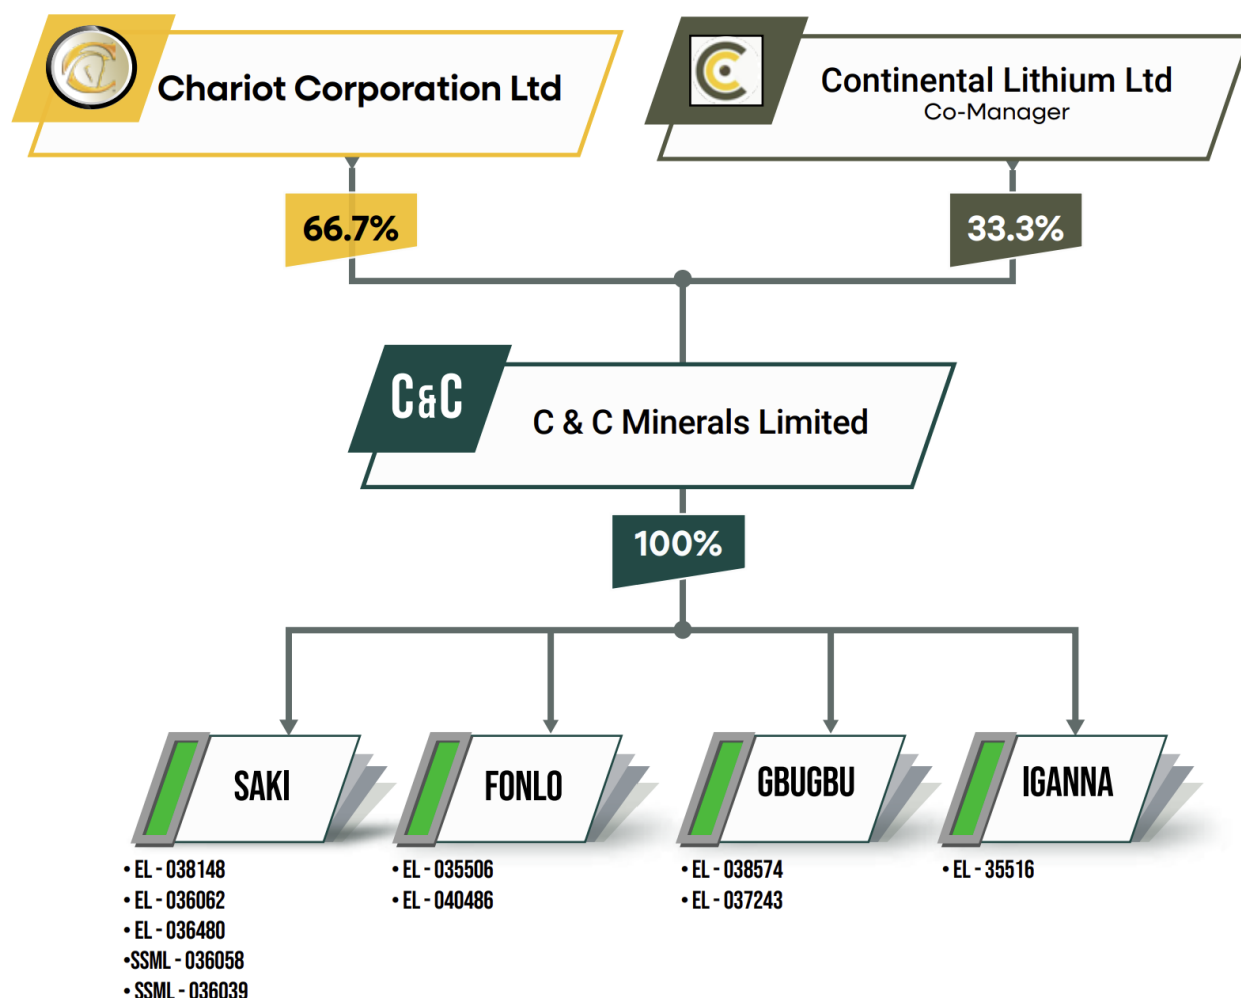 Chariot Corporation Ltd
Continental Lithium Ltd
Co-Manager
66.7%
33.3%
C&C
C & C Minerals Limited
100%
SAKI
• EL - 038148
• EL - 036062
• EL - 036480
•SSML - 036058
• SSML - 036039
FONLO
• EL - 035506
• EL - 040486
GBUGBU
• EL - 038574
• EL - 037243
IGANNA
• EL - 35516